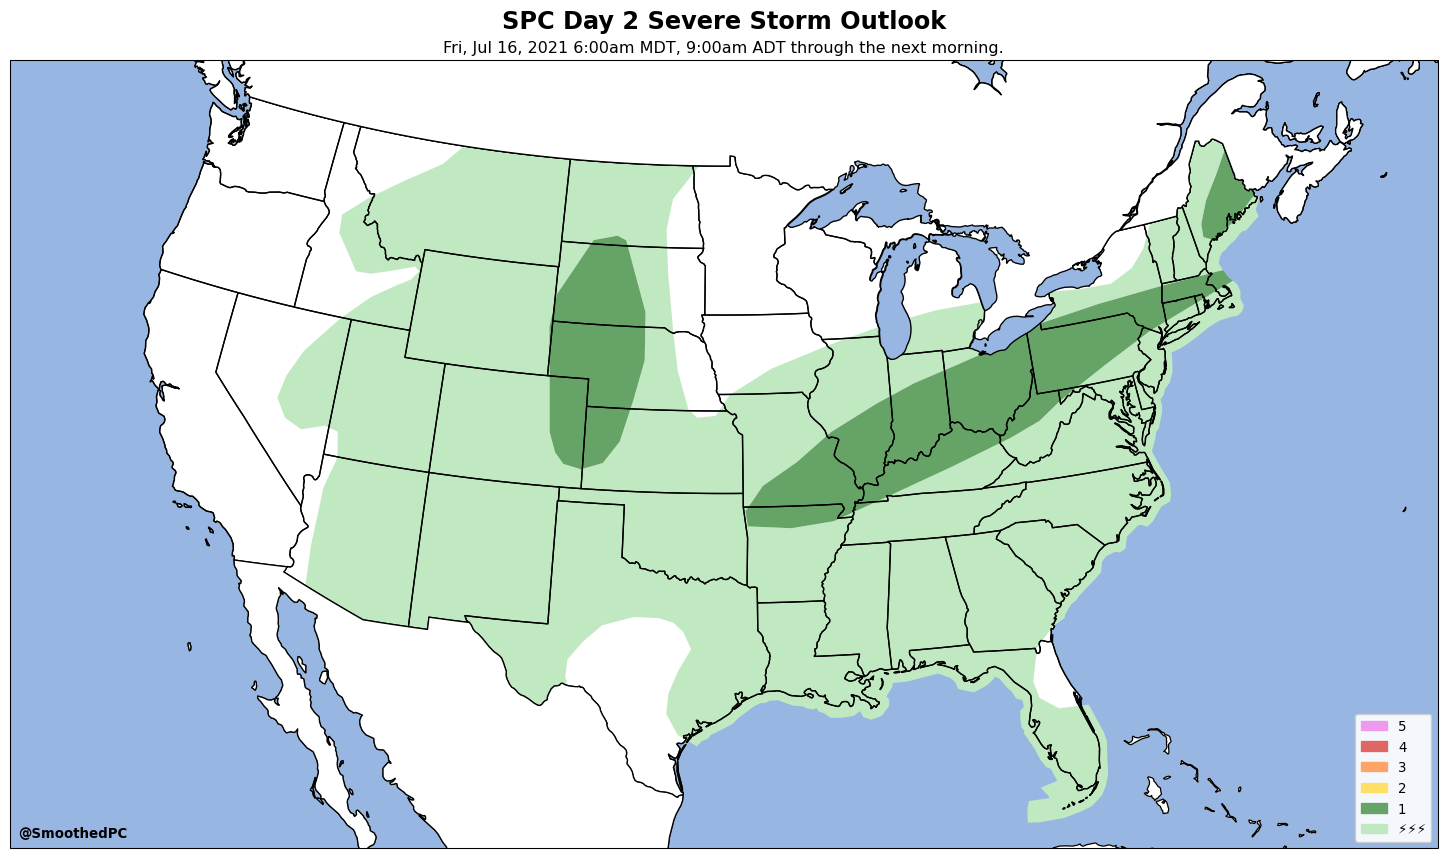 SPC Day 2 Severe Storm Outlook
Fri, Jul 16, 2021 6:00am MDT, 9:00am ADT through the next morning.
5
4
3
2
1
⚡⚡⚡
@SmoothedPC